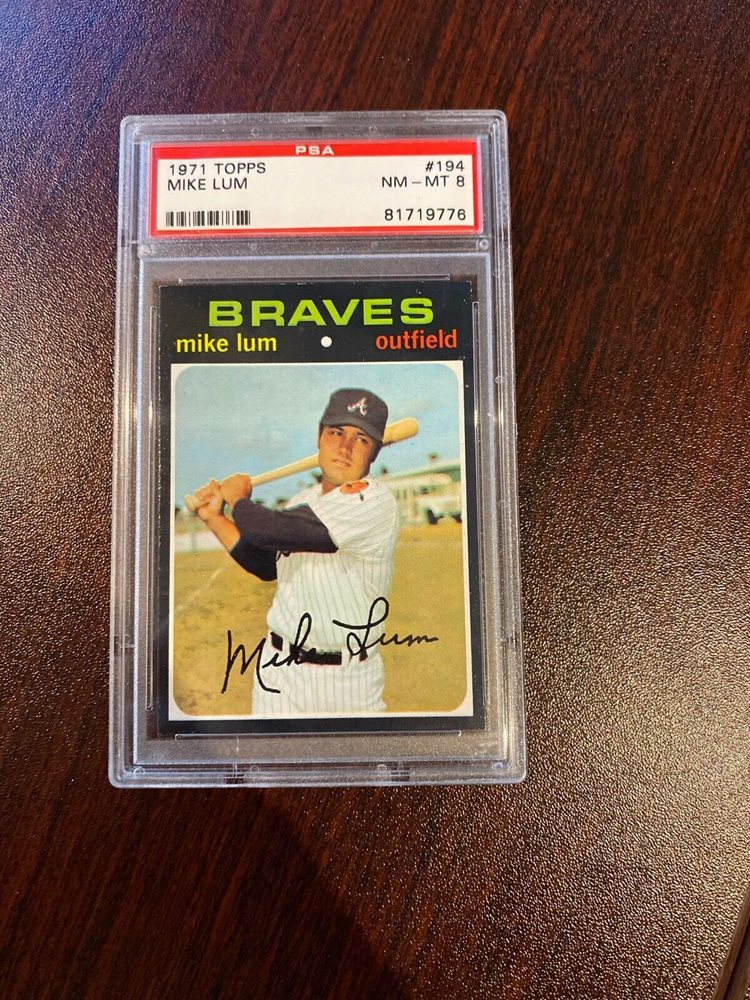 PSA
1971 TOPPS #194
MIKE LUM NM-MT 8
81719776
BRAVES
mike lum • outfield
A
Mike Lum